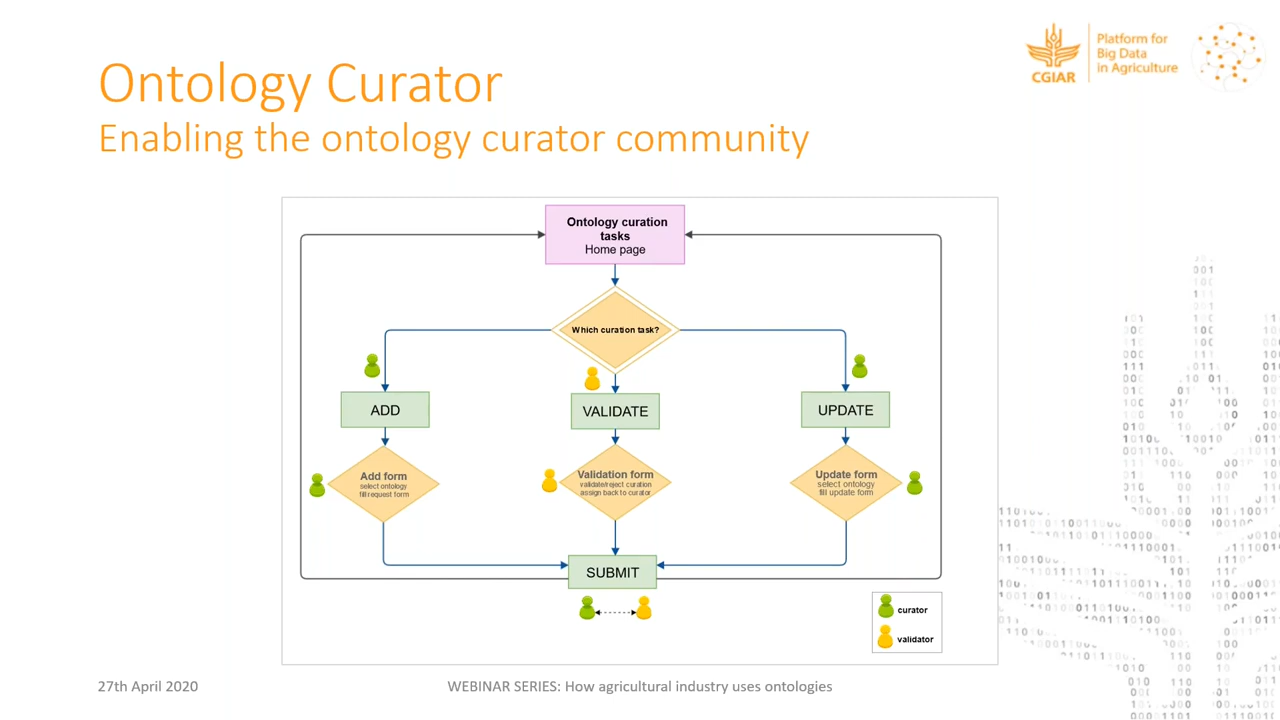 CGIAR
Platform for
Big Data
in Agriculture
Ontology Curator
Enabling the ontology curator community
Ontology curation
tasks
Home page
Which curation task?
ADD
VALIDATE
UPDATE
Add form
select ontology
fill request form
Validation form
validate/reject curation
assign back to curator
Update form
select ontology
fill update form
SUBMIT
curator
validator
27th April 2020
WEBINAR SERIES: How agricultural industry uses ontologies